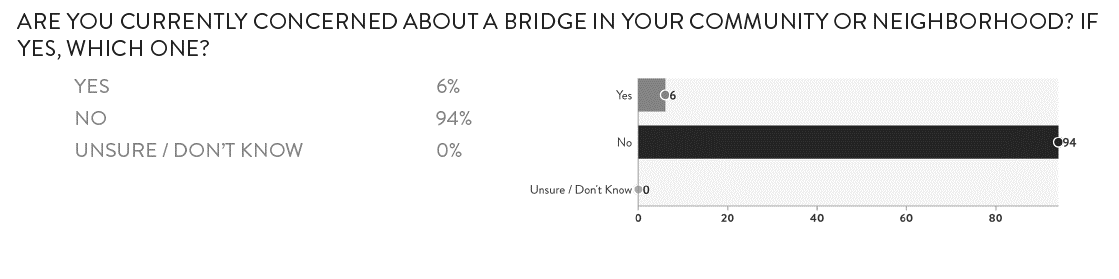 ARE YOU CURRENTLY CONCERNED ABOUT A BRIDGE IN YOUR COMMUNITY OR NEIGHBORHOOD? IF
YES, WHICH ONE?
YES 6%
NO 94%
UNSURE / DON'T KNOW 0%
Yes 6
No 94
Unsure / Don't Know 0
0 20 40 60 80